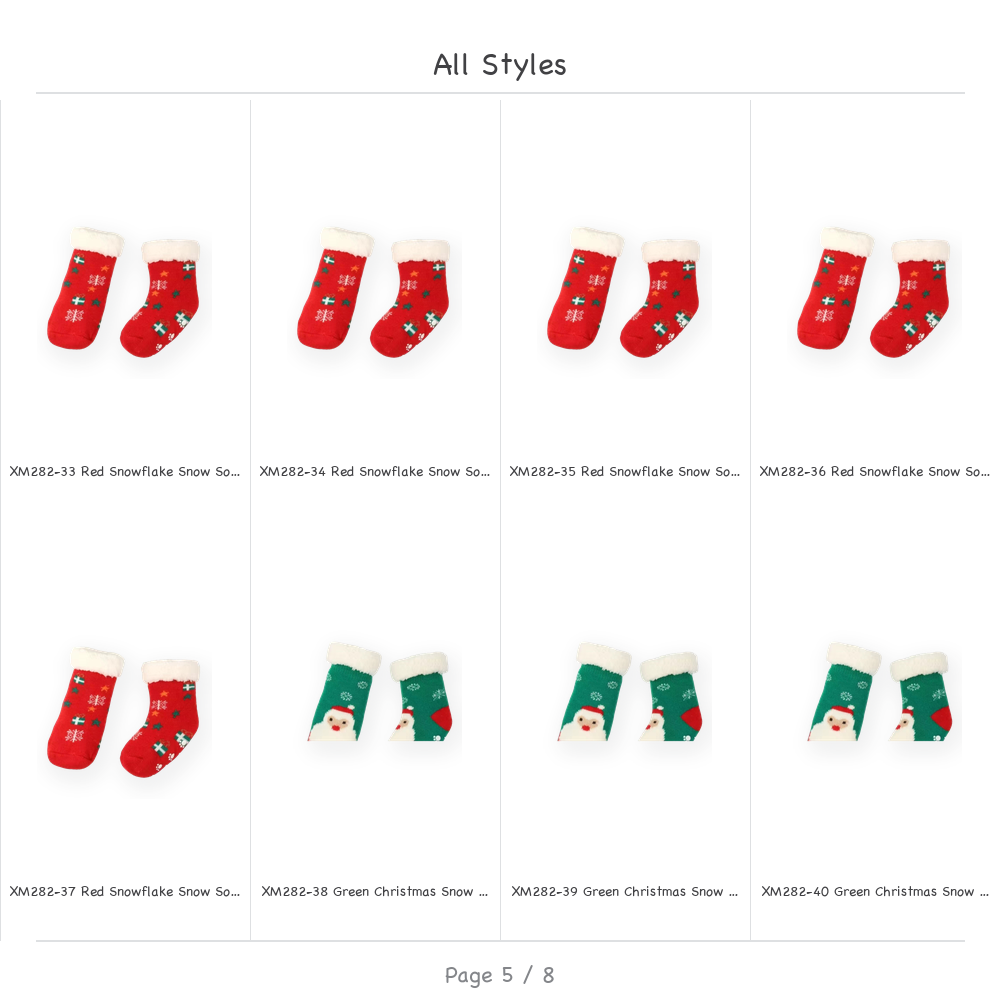 All Styles
XM282-33 Red Snowflake Snow So...
XM282-34 Red Snowflake Snow So...
XM282-35 Red Snowflake Snow So...
XM282-36 Red Snowflake Snow So...
XM282-37 Red Snowflake Snow So...
XM282-38 Green Christmas Snow ...
XM282-39 Green Christmas Snow ...
XM282-40 Green Christmas Snow ...
Page 5 / 8